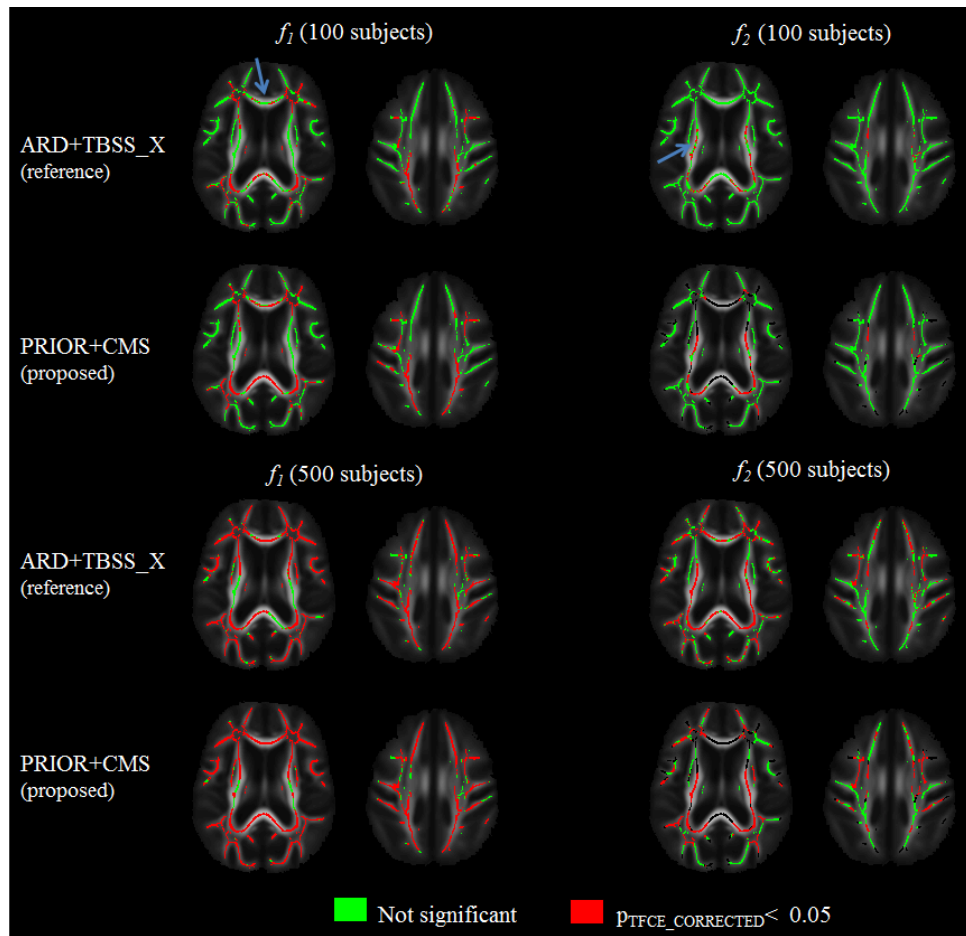 f1 (100 subjects)
f2 (100 subjects)
ARD+TBSS_X
(reference)
PRIOR+CMS
(proposed)
f1 (500 subjects)
f2 (500 subjects)
ARD+TBSS_X
(reference)
PRIOR+CMS
(proposed)
Not significant
pTFCE_CORRECTED< 0.05